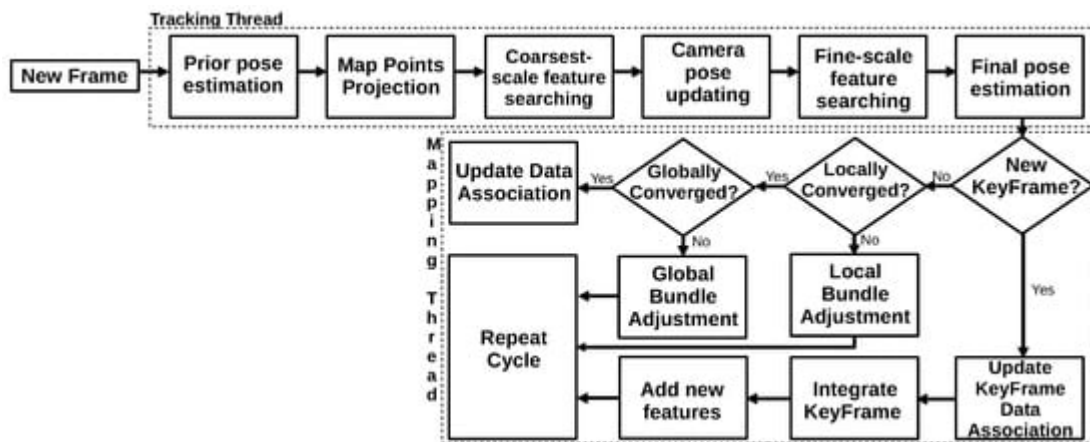 Tracking Thread
New Frame
Prior pose
estimation
Map Points
Projection
Coarsest-
scale feature
searching
Camera
pose
updating
Fine-scale
feature
searching
Final pose
estimation
Mapping Thread
Update Data
Association
Yes
Globally
Converged?
Yes
Locally
Converged?
No
New
KeyFrame?
No
No
Yes
Repeat
Cycle
Global
Bundle
Adjustment
Local
Bundle
Adjustment
Add new
features
Integrate
KeyFrame
Update
KeyFrame
Data
Association